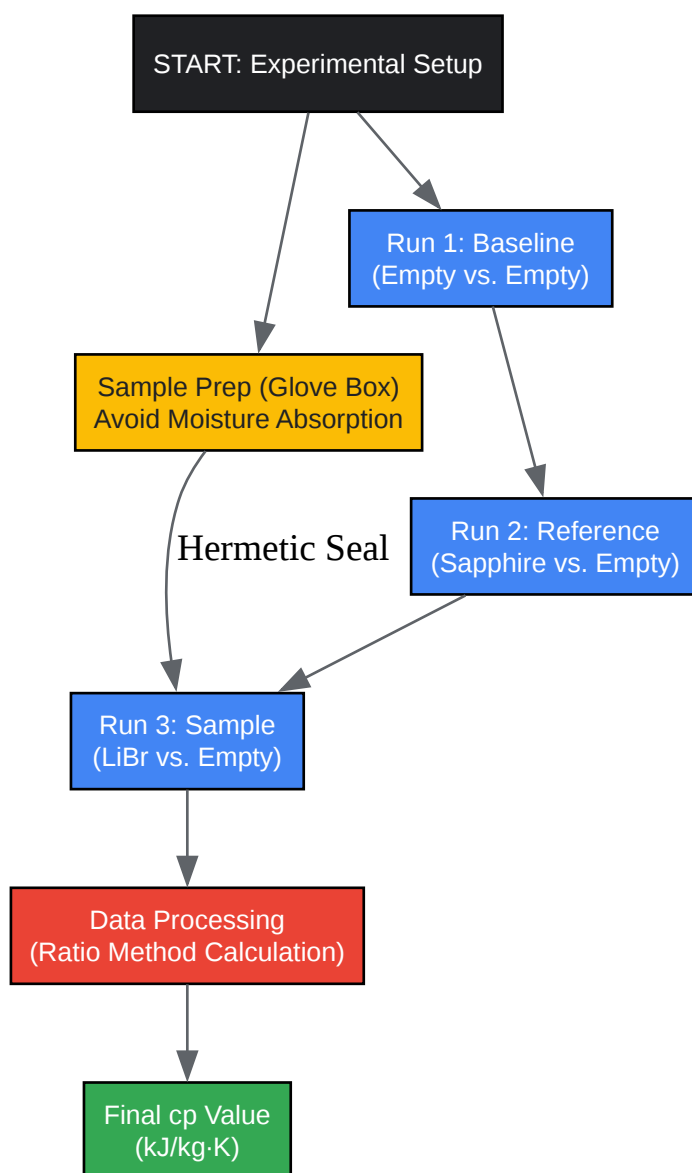 START: Experimental Setup
Run 1: Baseline
(Empty vs. Empty)
Sample Prep (Glove Box)
Avoid Moisture Absorption
Hermetic Seal
Run 2: Reference
(Sapphire vs. Empty)
Run 3: Sample
(LiBr vs. Empty)
Data Processing
(Ratio Method Calculation)
Final cp Value
(kJ/kg·K)